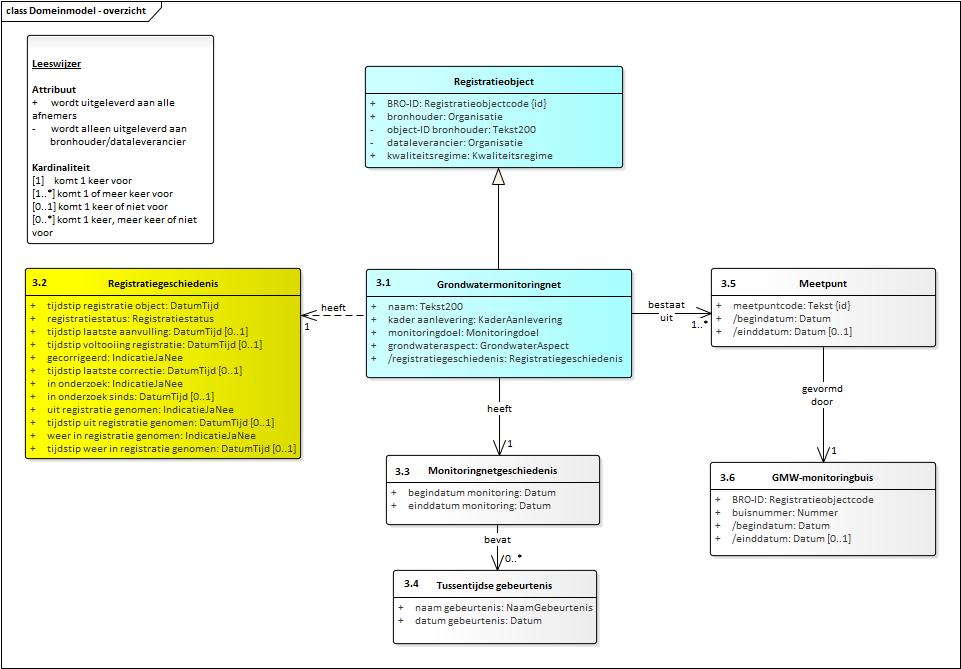 class Domeinmodel - overzicht
Leeswijzer
Attribuut
+ wordt uitgeleverd aan alle
afnemers
- wordt alleen uitgeleverd aan
bronhouder/dataleverancier
Kardinaliteit
[1] komt 1 keer voor
[1..*] komt 1 of meer keer voor
[0..1] komt 1 keer of niet voor
[0..*] komt 1 keer, meer keer of niet
voor
Registratieobject
+ BRO-ID: Registratieobjectcode {id}
+ bronhouder: Organisatie
- object-ID bronhouder: Tekst200
- dataleverancier: Organisatie
+ kwaliteitsregime: Kwaliteitsregime
3.2 Registratiegeschiedenis
+ tijdstip registratie object: DatumTijd
+ registratiestatus: Registratiestatus
+ tijdstip laatste aanvulling: DatumTijd [0..1]
+ tijdstip voltooiing registratie: DatumTijd [0..1]
+ gecorrigeerd: IndicatieJaNee
+ tijdstip laatste correctie: DatumTijd [0..1]
+ in onderzoek: IndicatieJaNee
+ in onderzoek sinds: DatumTijd [0..1]
+ uit registratie genomen: IndicatieJaNee
+ tijdstip uit registratie genomen: DatumTijd [0..1]
+ weer in registratie genomen: IndicatieJaNee
+ tijdstip weer in registratie genomen: DatumTijd [0..1]
heeft
1
3.1 Grondwatermonitoringnet
+ naam: Tekst200
+ kader aanlevering: KaderAanlevering
+ monitoringdoel: Monitoringdoel
+ grondwateraspect: GrondwaterAspect
+ /registratiegeschiedenis: Registratiegeschiedenis
bestaat
uit
1..*
3.5 Meetpunt
+ meetpuntcode: Tekst {id}
+ /begindatum: Datum
+ /einddatum: Datum [0..1]
heeft
1
gevormd
door
1
3.3 Monitoringnetgeschiedenis
+ begindatum monitoring: Datum
+ einddatum monitoring: Datum
3.6 GMW-monitoringbuis
+ BRO-ID: Registratieobjectcode
+ buisnummer: Nummer
+ /begindatum: Datum
+ /einddatum: Datum [0..1]
bevat
0..*
3.4 Tussentijdse gebeurtenis
+ naam gebeurtenis: NaamGebeurtenis
+ datum gebeurtenis: Datum